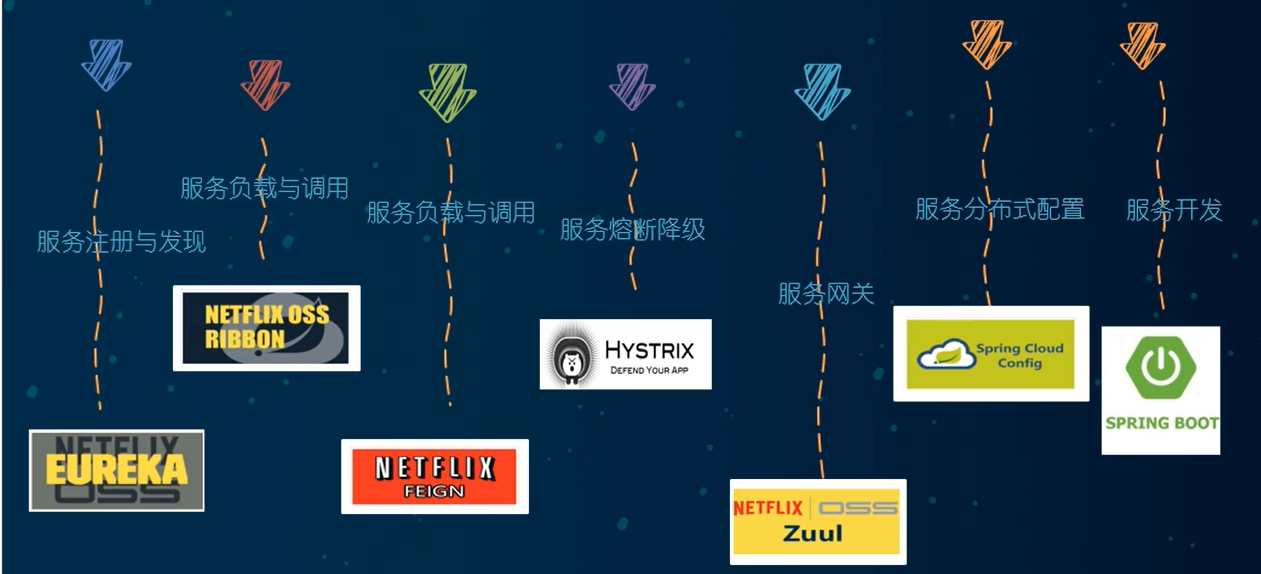 服务注册与发现
NETFLIX
EUREKA
OSS
服务负载与调用
NETFLIX OSS
RIBBON
服务负载与调用
NETFLIX
FEIGN
服务熔断降级
HYSTRIX
DEFEND YOUR APP
服务网关
NETFLIX | OSS
Zuul
服务分布式配置
Spring Cloud
Config
服务开发
SPRING BOOT